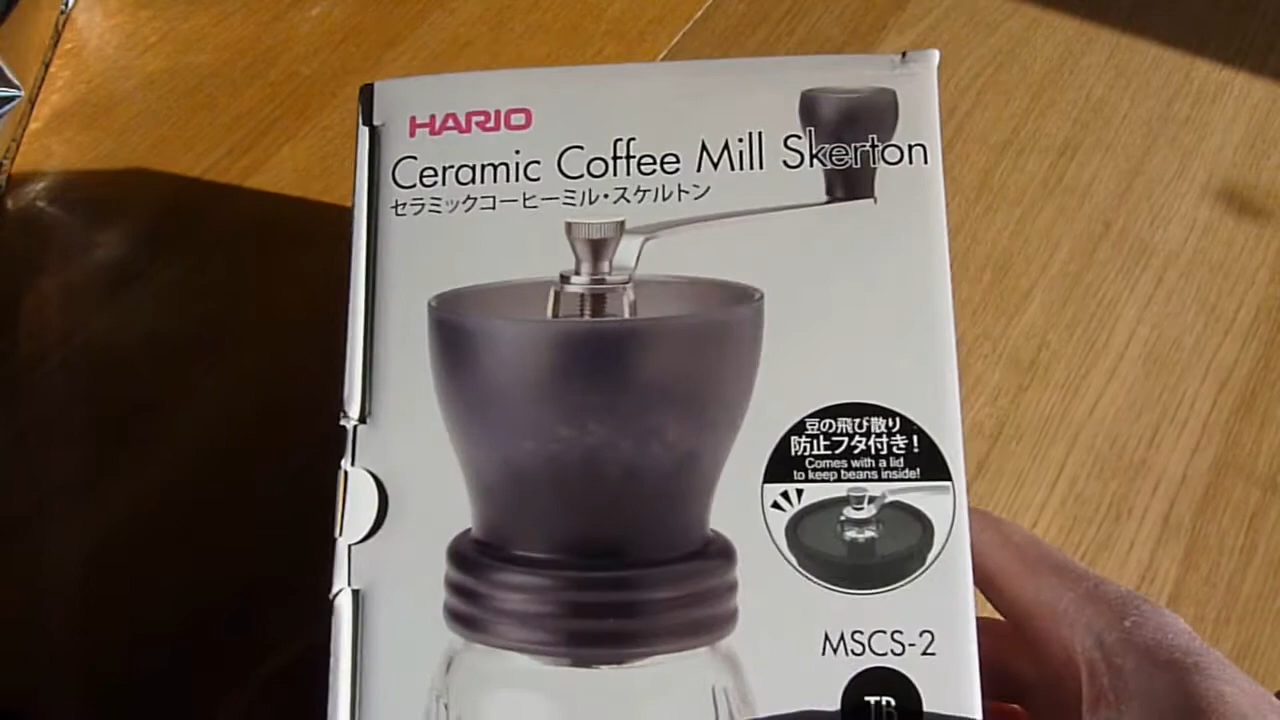 HARIO
Ceramic Coffee Mill Skerton
セラミックコーヒーミル・スケルトン
豆の飛び散り
防止フタ付き!
Comes with a lid
to keep beans inside!
MSCS-2
TB